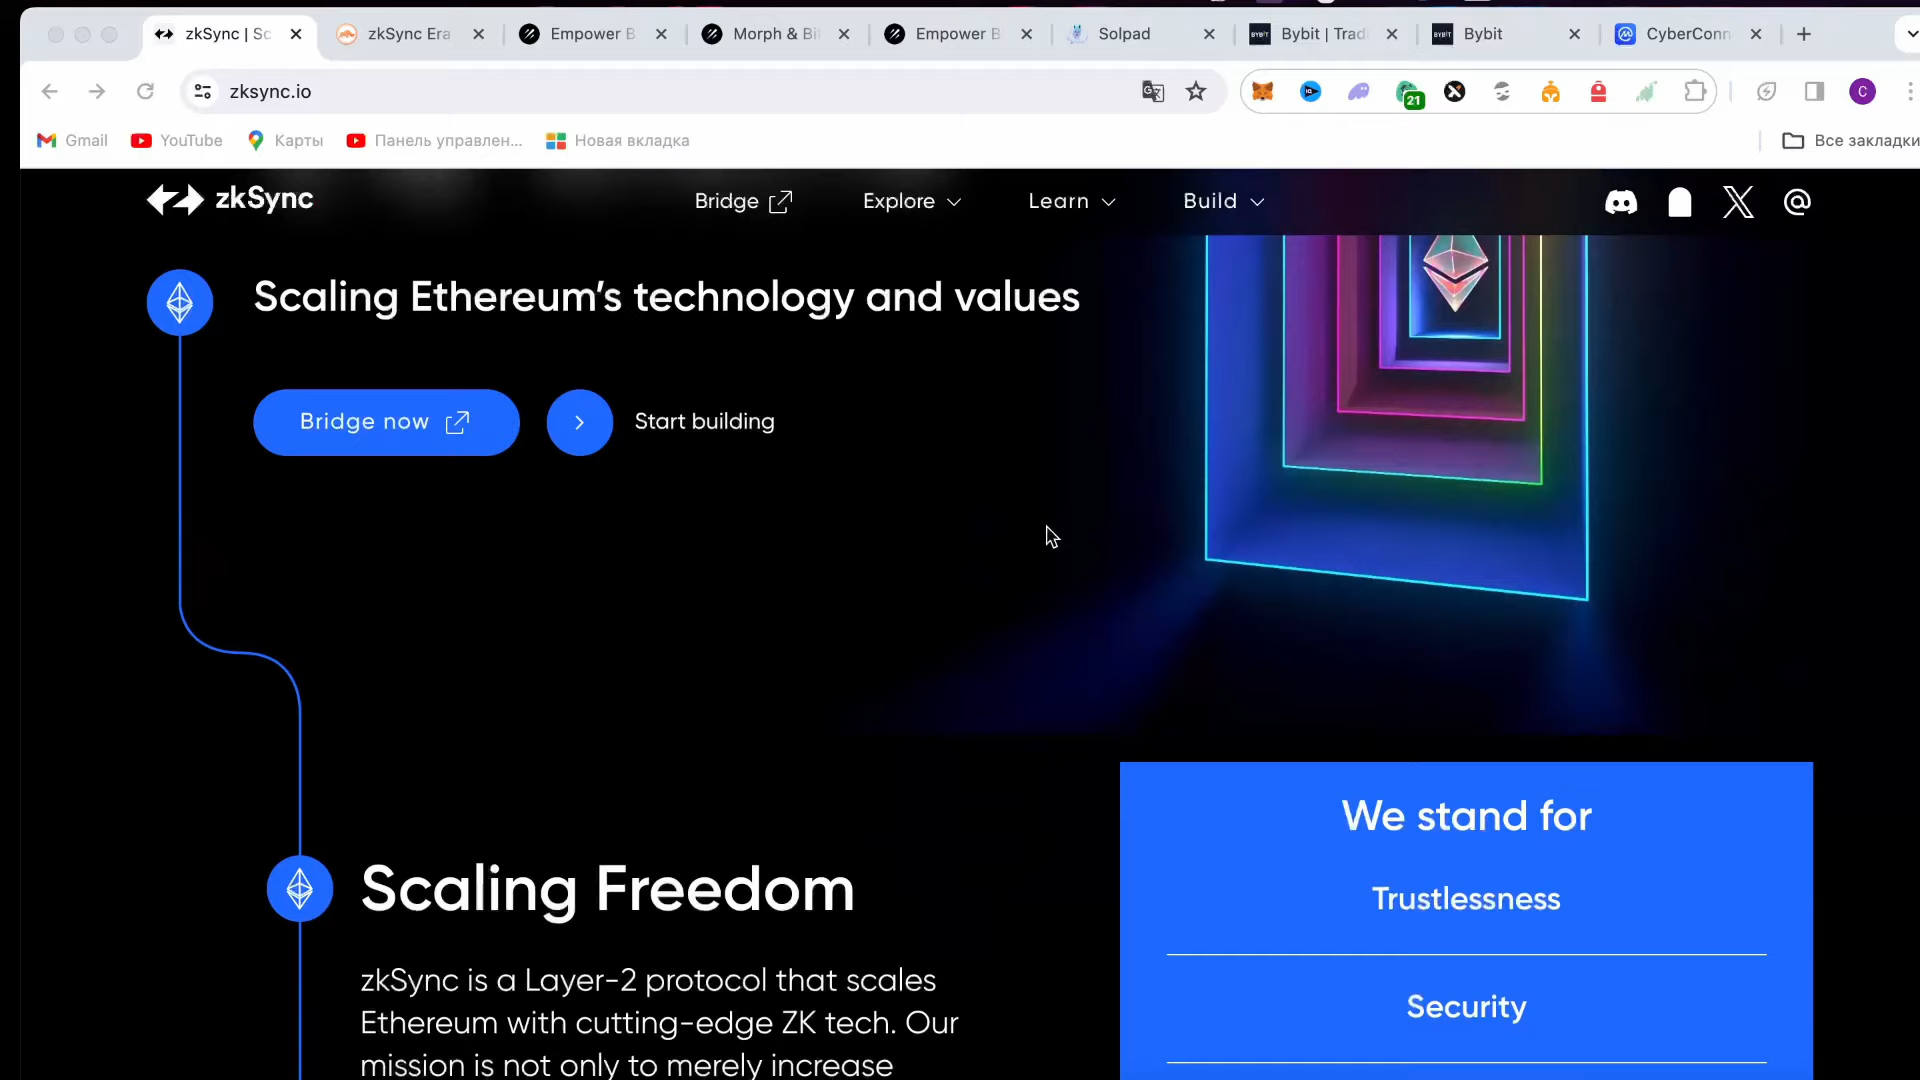 zkSync | Sc
zkSync Era
Empower B
Morph & Bi
Empower B
Solpad
Bybit | Trad
Bybit
CyberConn
zksync.io
21
C
Gmail
YouTube
Карты
Панель управлен...
Новая вкладка
Все закладки
zkSync
Bridge
Explore
Learn
Build
Scaling Ethereum's technology and values
Bridge now
Start building
We stand for
Trustlessness
Security
Scaling Freedom
zkSync is a Layer-2 protocol that scales
Ethereum with cutting-edge ZK tech. Our
mission is not only to merely increase